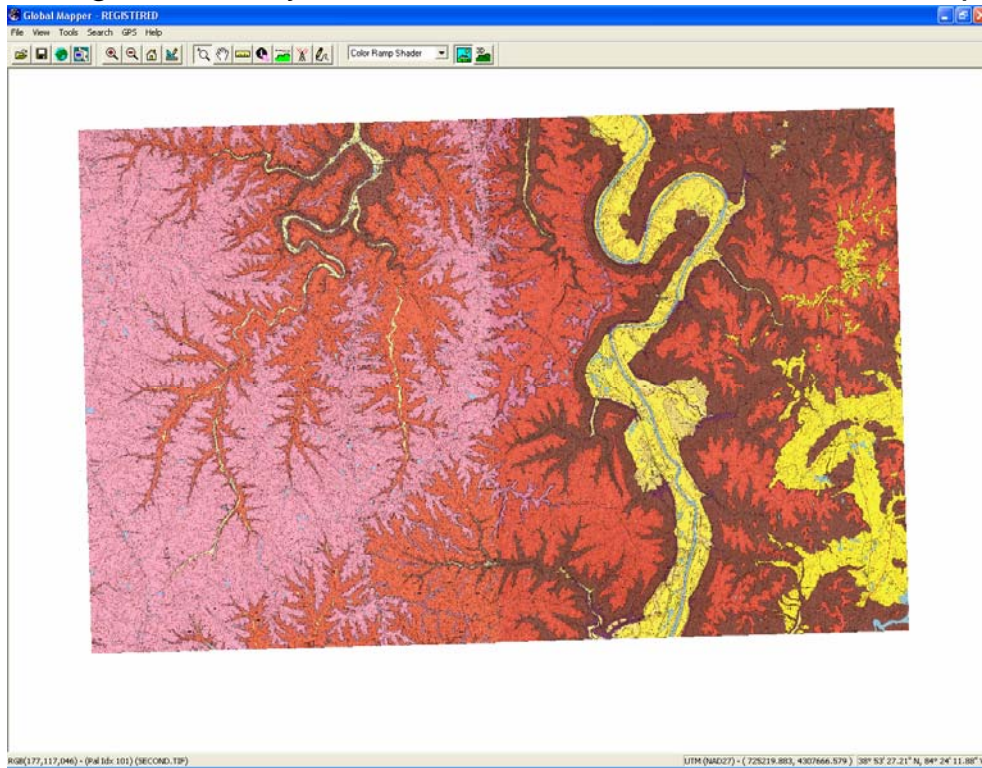 Global Mapper - REGISTERED
File View Tools Search GPS Help
Color Ramp Shader
3D
RGB(177,117,046) - (Pal Idx 101) (SECOND.TIF)
UTM (NAD27) - ( 725219.883, 4307666.579 ) 38° 53' 27.21" N, 84° 24' 11.88"